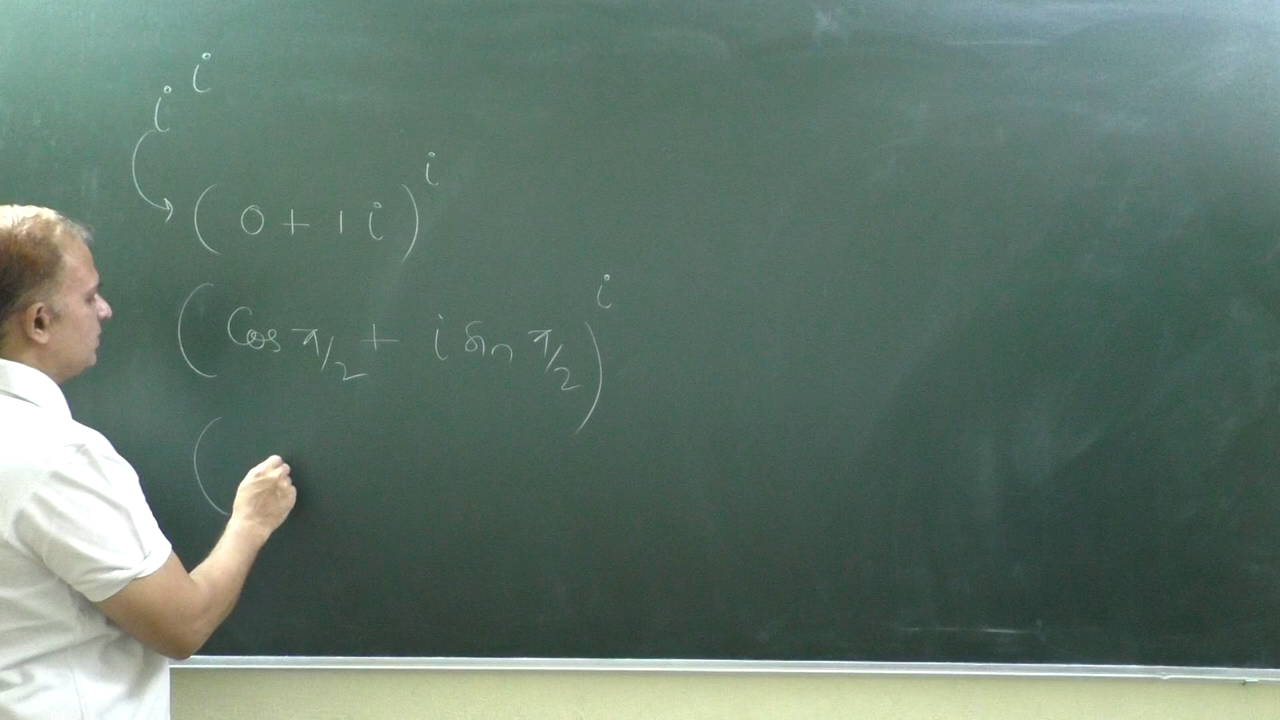 i^i
(0 + 1i)^i
(Cos π/2 + i Sin π/2)^i
(